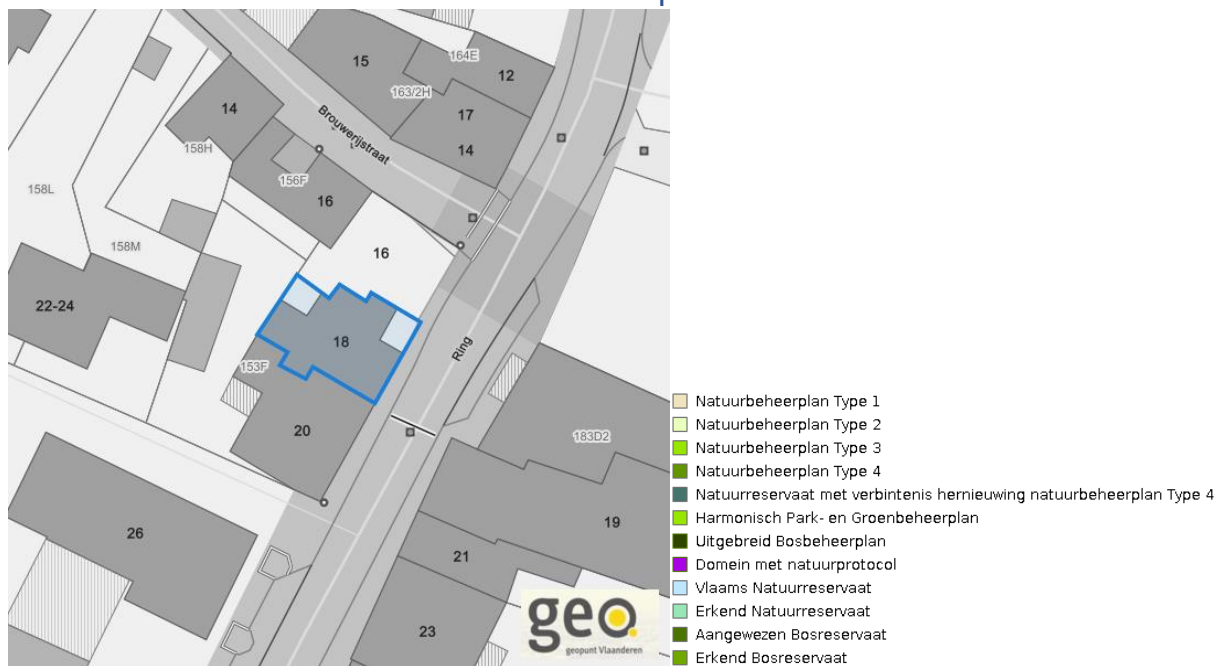 15
164E
12
163/2H
17
14
14
Brouwerijstraat
158H
156F
16
158L
158M
16
22-24
18
Ring
153F
20
183D2
26
19
21
23
geo
geopunt Vlaanderen
Natuurbeheerplan Type 1
Natuurbeheerplan Type 2
Natuurbeheerplan Type 3
Natuurbeheerplan Type 4
Natuurreservaat met verbintenis hernieuwing natuurbeheerplan Type 4
Harmonisch Park- en Groenbeheerplan
Uitgebreid Bosbeheerplan
Domein met natuurprotocol
Vlaams Natuurreservaat
Erkend Natuurreservaat
Aangewezen Bosreservaat
Erkend Bosreservaat